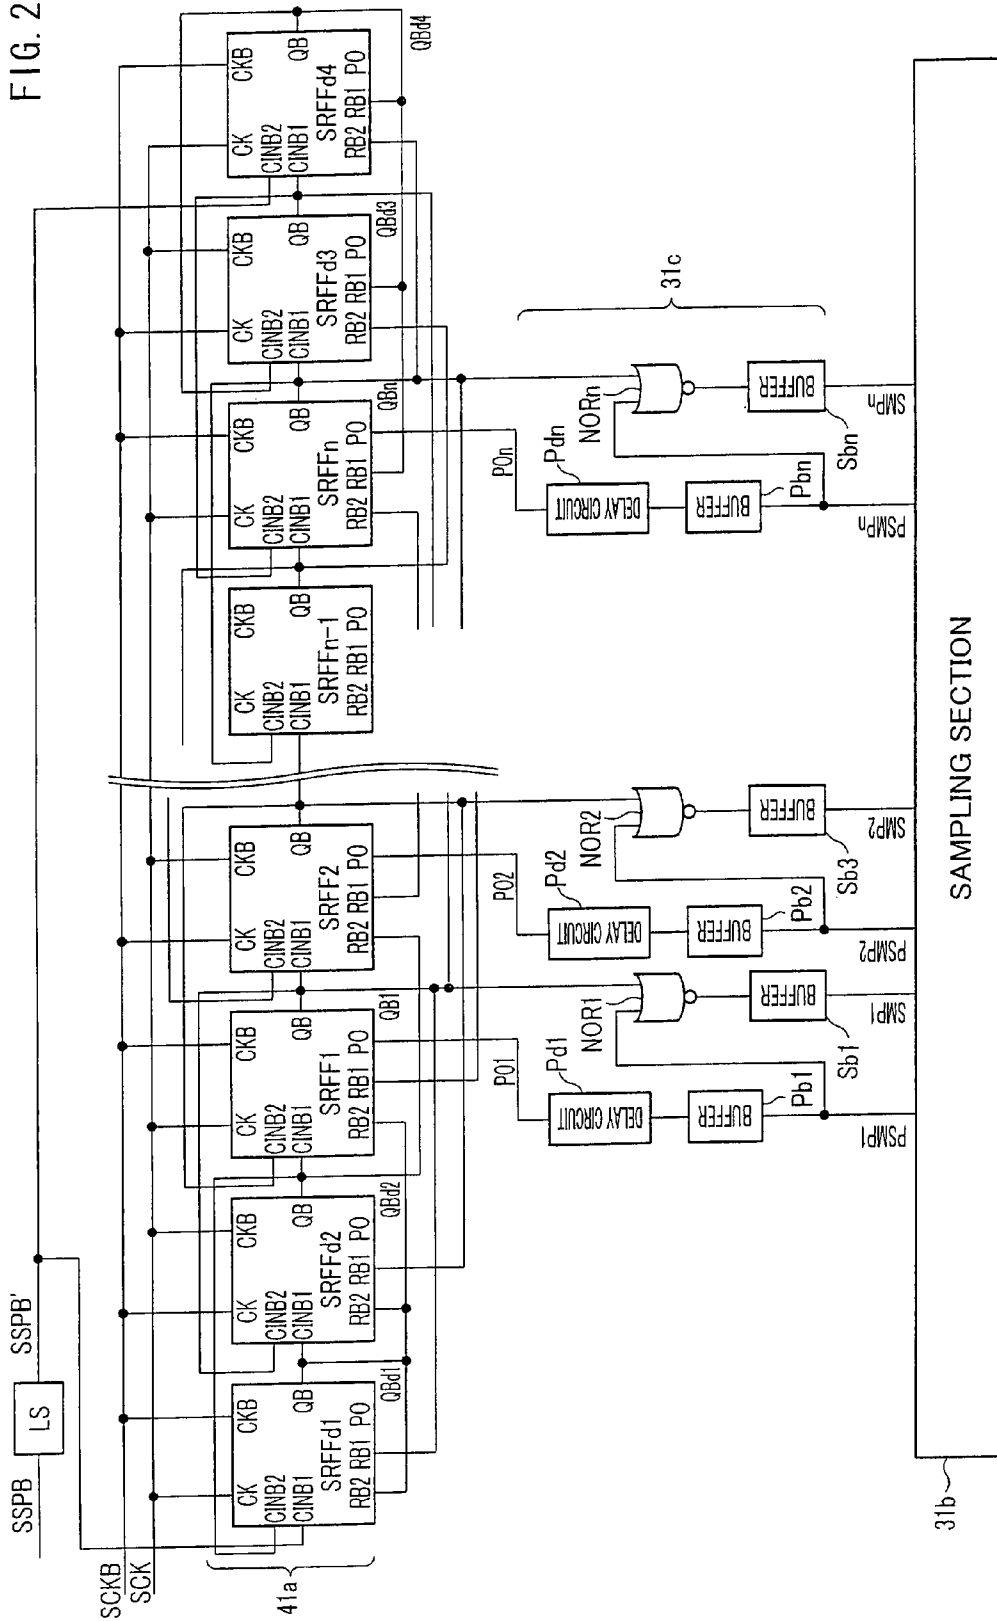 FIG. 2
SSPB
LS
SSPB'
SCKB
SCK
41a
CK
CKB
CINB2
CINB1
QB
SRFFd1
RB2 RB1 PO
QBd1
CK
CKB
CINB2
CINB1
QB
SRFFd2
RB2 RB1 PO
QBd2
CK
CKB
CINB2
CINB1
QB
SRFF1
RB2 RB1 PO
QB1
CK
CKB
CINB2
CINB1
QB
SRFF2
RB2 RB1 PO
CK
CKB
CINB2
CINB1
QB
SRFFn-1
RB2 RB1 PO
CK
CKB
CINB2
CINB1
QB
SRFFn
RB2 RB1 PO
QBn
CK
CKB
CINB2
CINB1
QB
SRFFd3
RB2 RB1 PO
QBd3
CK
CKB
CINB2
CINB1
QB
SRFFd4
RB2 RB1 PO
QBd4
PO1
Pd1
DELAY CIRCUIT
BUFFER
Pb1
NOR1
BUFFER
Sb1
PSMP1
SMP1
PO2
Pd2
DELAY CIRCUIT
BUFFER
Pb2
NOR2
BUFFER
Sb3
PSMP2
SMP2
POn
Pdn
DELAY CIRCUIT
BUFFER
Pbn
NORn
BUFFER
Sbn
PSMPn
SMPn
31c
SAMPLING SECTION
31b